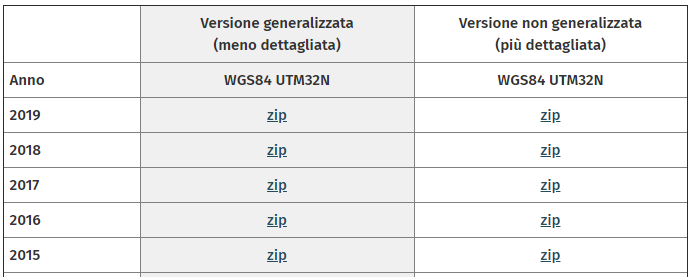 Versione generalizzata
(meno dettagliata)
Versione non generalizzata
(più dettagliata)
Anno WGS84 UTM32N WGS84 UTM32N
2019 zip zip
2018 zip zip
2017 zip zip
2016 zip zip
2015 zip zip